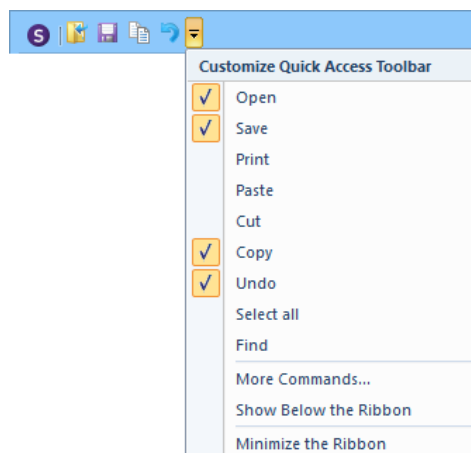 S
Customize Quick Access Toolbar
Open
Save
Print
Paste
Cut
Copy
Undo
Select all
Find
More Commands...
Show Below the Ribbon
Minimize the Ribbon